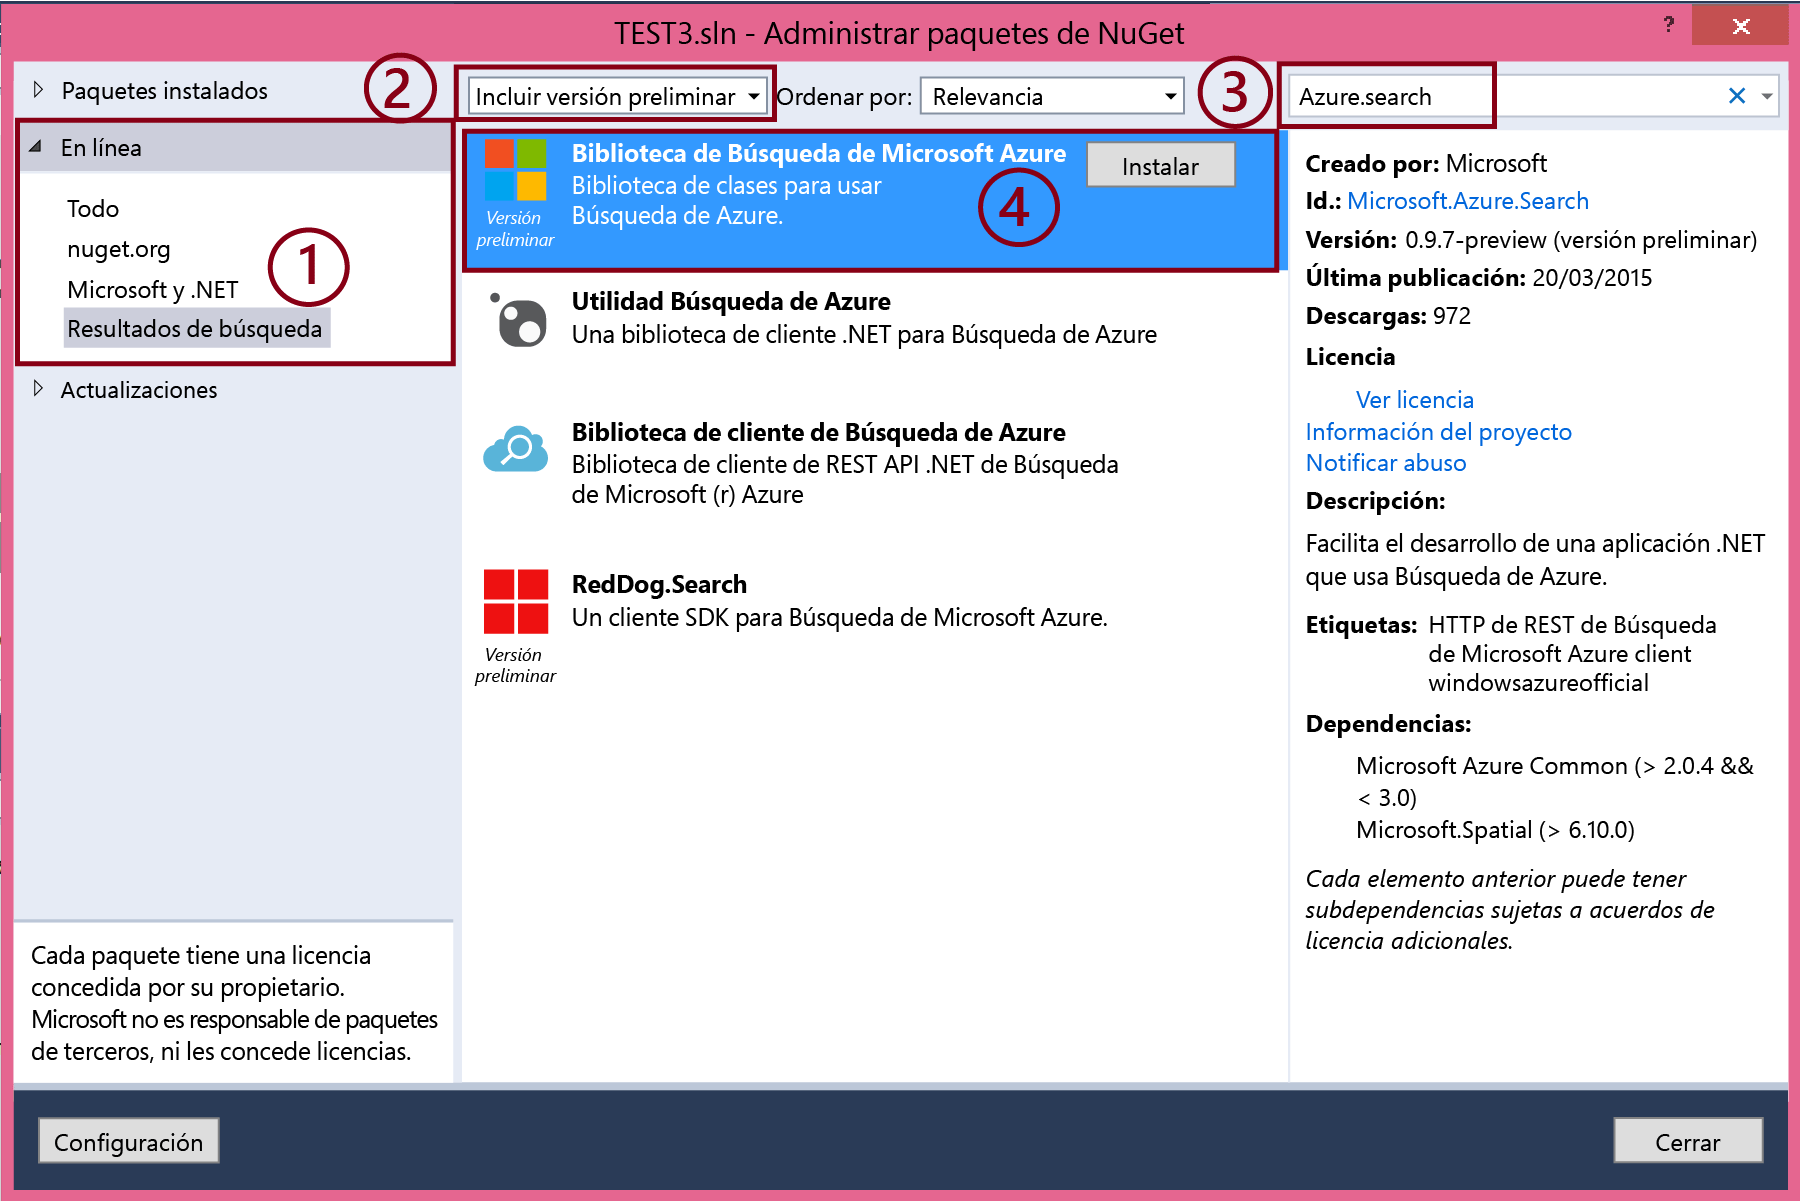 TEST3.sln - Administrar paquetes de NuGet
?
Paquetes instalados
2
Incluir versión preliminar
Ordenar por:
Relevancia
3
Azure.search
En línea
Todo
nuget.org
Microsoft y .NET
Resultados de búsqueda
1
Actualizaciones
Cada paquete tiene una licencia
concedida por su propietario.
Microsoft no es responsable de paquetes
de terceros, ni les concede licencias.
Biblioteca de Búsqueda de Microsoft Azure
Biblioteca de clases para usar
Búsqueda de Azure.
Versión
preliminar
4
Instalar
Utilidad Búsqueda de Azure
Una biblioteca de cliente .NET para Búsqueda de Azure
Biblioteca de cliente de Búsqueda de Azure
Biblioteca de cliente de REST API .NET de Búsqueda
de Microsoft (r) Azure
RedDog.Search
Un cliente SDK para Búsqueda de Microsoft Azure.
Versión
preliminar
Creado por: Microsoft
Id.: Microsoft.Azure.Search
Versión: 0.9.7-preview (versión preliminar)
Última publicación: 20/03/2015
Descargas: 972
Licencia
Ver licencia
Información del proyecto
Notificar abuso
Descripción:
Facilita el desarrollo de una aplicación .NET
que usa Búsqueda de Azure.
Etiquetas: HTTP de REST de Búsqueda
de Microsoft Azure client
windowsazureofficial
Dependencias:
Microsoft Azure Common (> 2.0.4 &&
< 3.0)
Microsoft.Spatial (> 6.10.0)
Cada elemento anterior puede tener
subdependencias sujetas a acuerdos de
licencia adicionales.
Configuración
Cerrar